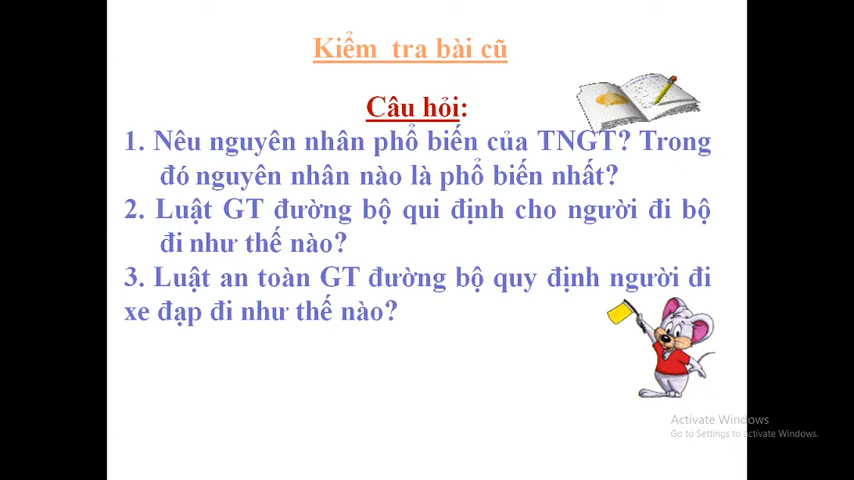 Kiểm tra bài cũ
Câu hỏi:
1. Nêu nguyên nhân phổ biến của TNGT? Trong
đó nguyên nhân nào là phổ biến nhất?
2. Luật GT đường bộ qui định cho người đi bộ
đi như thế nào?
3. Luật an toàn GT đường bộ quy định người đi
xe đạp đi như thế nào?
Activate Windows
Go to Settings to activate Windows.